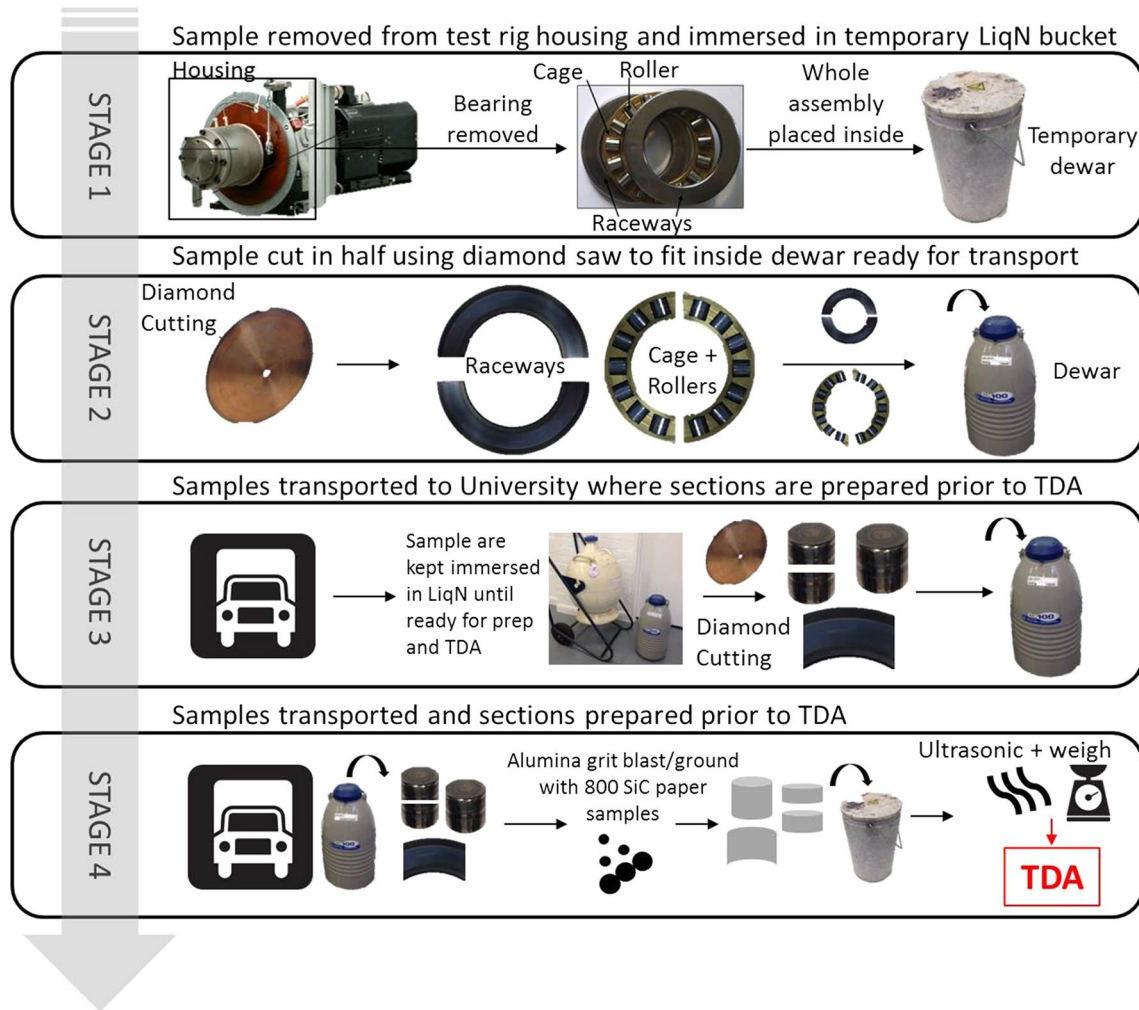 Sample removed from test rig housing and immersed in temporary LiqN bucket
STAGE 1
Housing
Bearing
removed
Cage
Roller
Raceways
Whole
assembly
placed inside
Temporary
dewar
Sample cut in half using diamond saw to fit inside dewar ready for transport
STAGE 2
Diamond
Cutting
Raceways
Cage +
Rollers
100
Dewar
Samples transported to University where sections are prepared prior to TDA
STAGE 3
Sample are
kept immersed
in LiqN until
ready for prep
and TDA
Diamond
Cutting
100
Samples transported and sections prepared prior to TDA
STAGE 4
100
Alumina grit blast/ground
with 800 SiC paper
samples
Ultrasonic + weigh
TDA